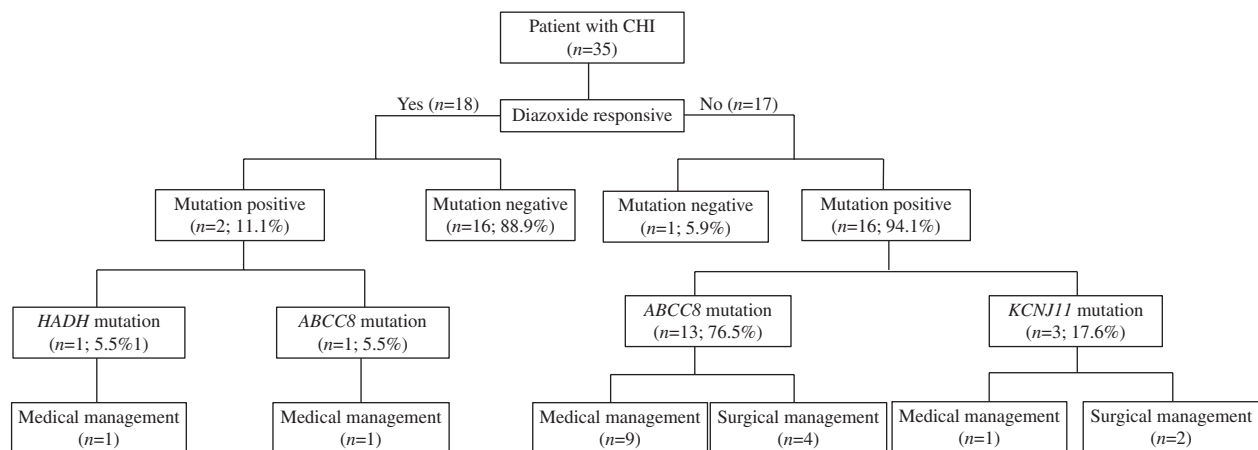 Patient with CHI
(n=35)
Yes (n=18)
Diazoxide responsive
No (n=17)
Mutation positive
(n=2; 11.1%)
Mutation negative
(n=16; 88.9%)
Mutation negative
(n=1; 5.9%)
Mutation positive
(n=16; 94.1%)
HADH mutation
(n=1; 5.5%1)
ABCC8 mutation
(n=1; 5.5%)
ABCC8 mutation
(n=13; 76.5%)
KCNJ11 mutation
(n=3; 17.6%)
Medical management
(n=1)
Medical management
(n=1)
Medical management
(n=9)
Surgical management
(n=4)
Medical management
(n=1)
Surgical management
(n=2)